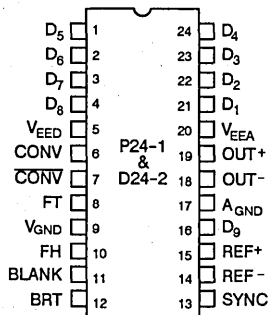 D5 1 24 D4
D6 2 23 D3
D7 3 22 D2
D8 4 21 D1
VEED 5 20 VEEA
CONV 6 P24-1 19 OUT+
CONV 7 & D24-2 18 OUT-
FT 8 17 AGND
VGND 9 16 D9
FH 10 15 REF+
BLANK 11 14 REF-
BRT 12 13 SYNC